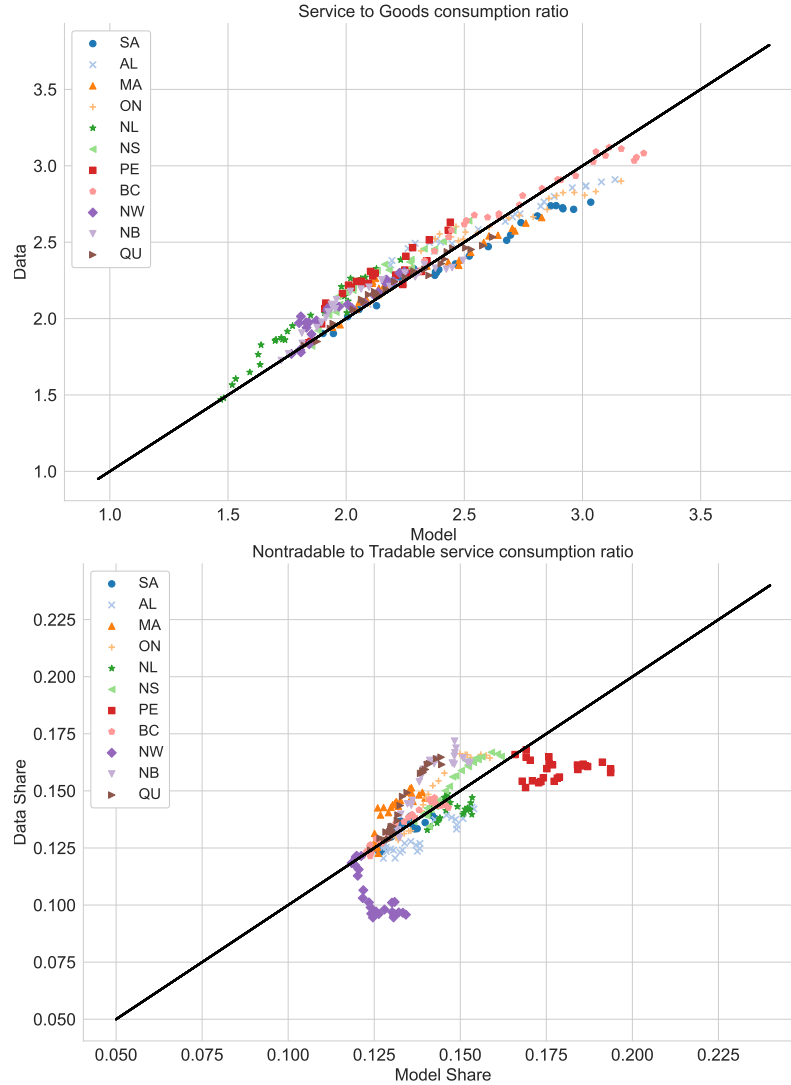 Service to Goods consumption ratio
SA
AL
MA
ON
NL
NS
PE
BC
NW
NB
QU
3.5
3.0
2.5
2.0
1.5
1.0
Data
1.0 1.5 2.0 2.5 3.0 3.5
Model
Nontradable to Tradable service consumption ratio
SA
AL
MA
ON
NL
NS
PE
BC
NW
NB
QU
0.225
0.200
0.175
0.150
0.125
0.100
0.075
0.050
Data Share
0.050 0.075 0.100 0.125 0.150 0.175 0.200 0.225
Model Share